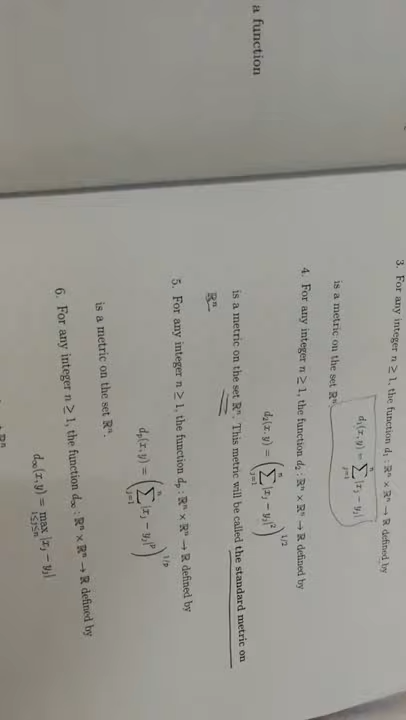 a function
3. For any integer n ≥ 1, the function d₁ : ℝⁿ × ℝⁿ → ℝ defined by
d₁(x, y) = ∑ⱼ₌₁ⁿ |xⱼ − yⱼ|
is a metric on the set ℝⁿ
4. For any integer n ≥ 1, the function d₂ : ℝⁿ × ℝⁿ → ℝ defined by
d₂(x, y) = (∑ⱼ₌₁ⁿ |xⱼ − yⱼ|²)^{1/2}
is a metric on the set ℝⁿ. This metric will be called the standard metric on
ℝⁿ
5. For any integer n ≥ 1, the function dₚ : ℝⁿ × ℝⁿ → ℝ defined by
dₚ(x, y) = (∑ⱼ₌₁ⁿ |xⱼ − yⱼ|ᵖ)^{1/p}
is a metric on the set ℝⁿ.
6. For any integer n ≥ 1, the function d∞ : ℝⁿ × ℝⁿ → ℝ defined by
d∞(x, y) = max_{1≤j≤n} |xⱼ − yⱼ|